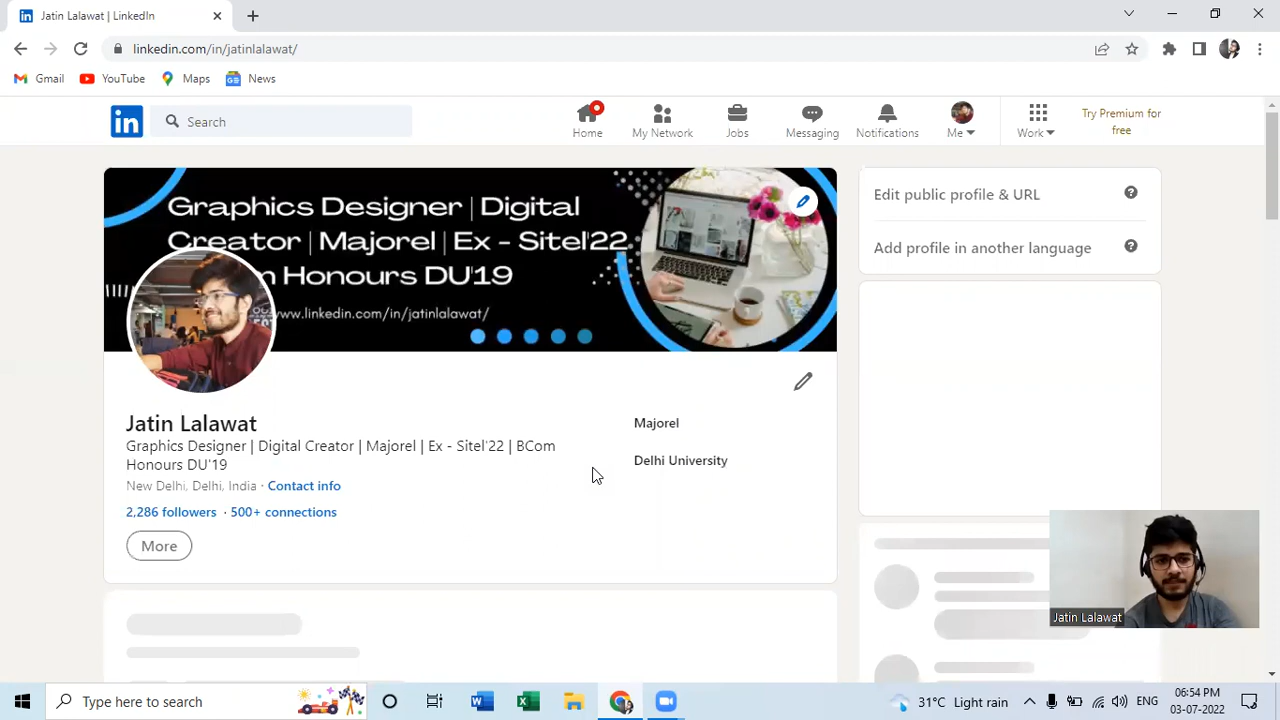 Jatin Lalawat | LinkedIn
linkedin.com/in/jatinlalawat/
Gmail
YouTube
Maps
News
in
Search
Home
My Network
Jobs
Messaging
Notifications
Me
Work
Try Premium for
free
Graphics Designer | Digital
Creator | Majorel | Ex - Sitel'22
Honours DU'19
www.linkedin.com/in/jatinlalawat/
Jatin Lalawat
Graphics Designer | Digital Creator | Majorel | Ex - Sitel'22 | BCom
Honours DU'19
New Delhi, Delhi, India · Contact info
2,286 followers · 500+ connections
More
Majorel
Delhi University
Edit public profile & URL
Add profile in another language
Jatin Lalawat
Type here to search
31°C Light rain
ENG
06:54 PM
03-07-2022